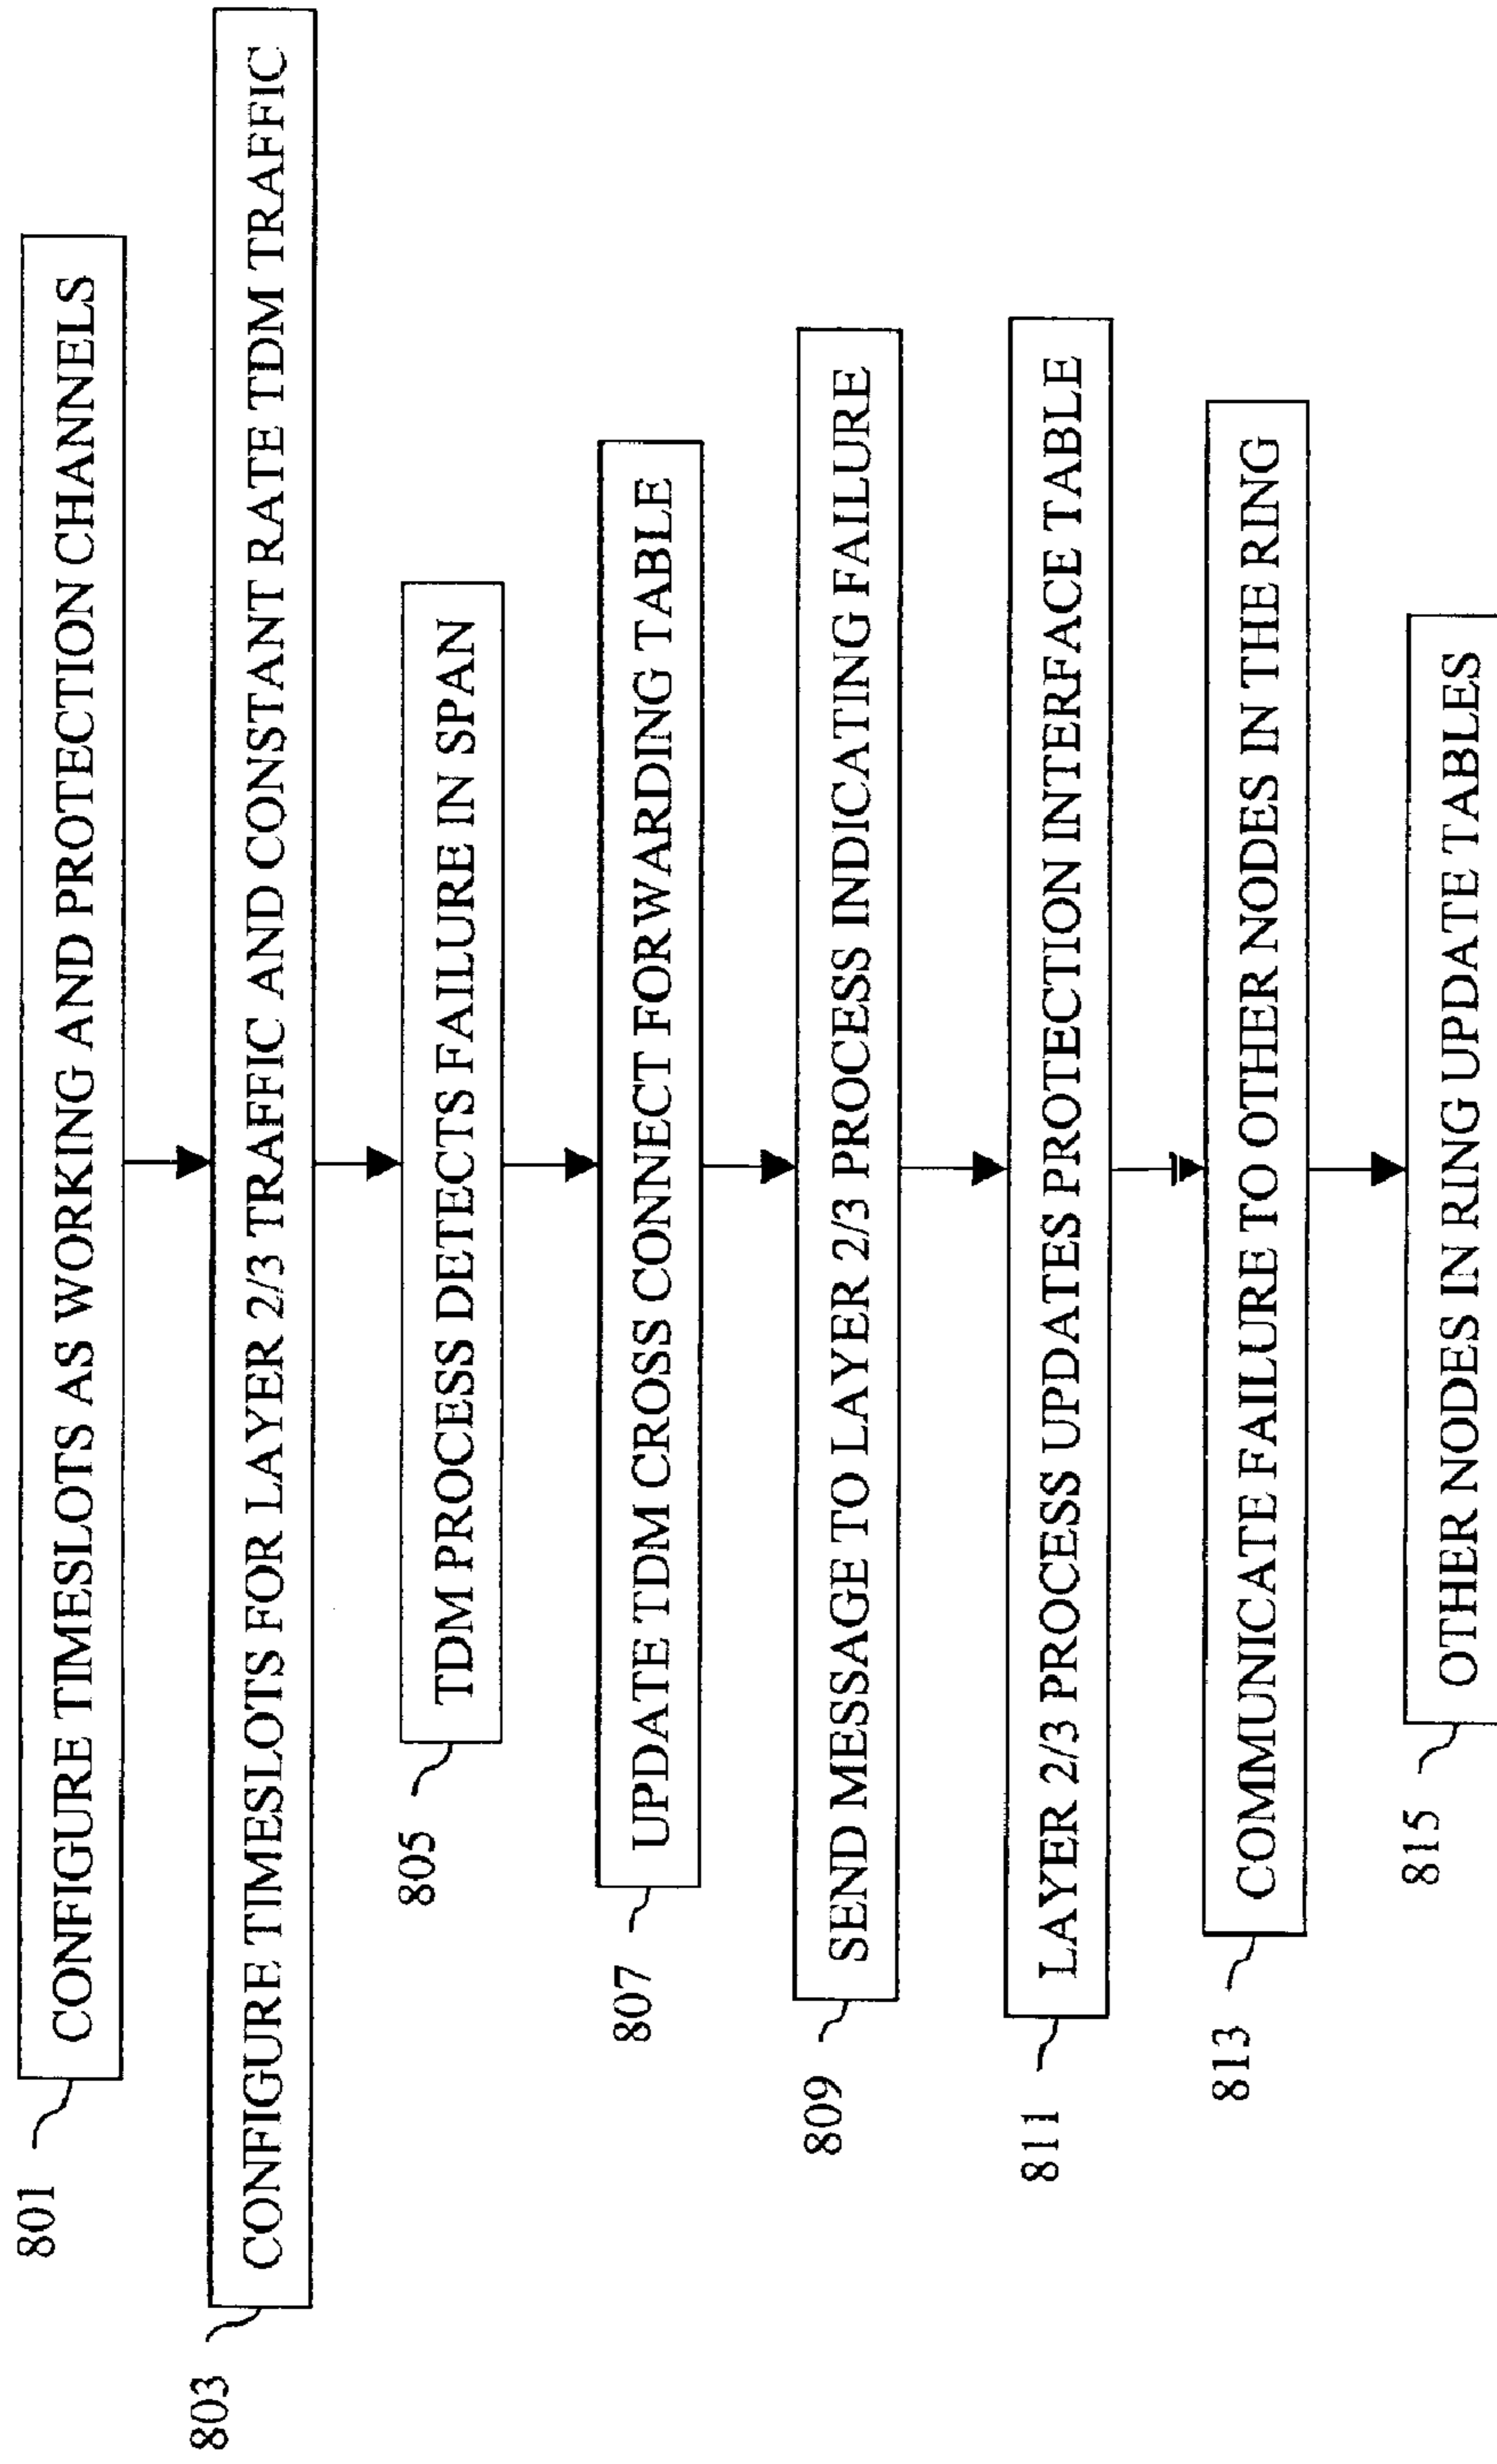 801
CONFIGURE TIMESLOTS AS WORKING AND PROTECTION CHANNELS
803
CONFIGURE TIMESLOTS FOR LAYER 2/3 TRAFFIC AND CONSTANT RATE TDM TRAFFIC
805
TDM PROCESS DETECTS FAILURE IN SPAN
807
UPDATE TDM CROSS CONNECT FORWARDING TABLE
809
SEND MESSAGE TO LAYER 2/3 PROCESS INDICATING FAILURE
811
LAYER 2/3 PROCESS UPDATES PROTECTION INTERFACE TABLE
813
COMMUNICATE FAILURE TO OTHER NODES IN THE RING
815
OTHER NODES IN RING UPDATE TABLES